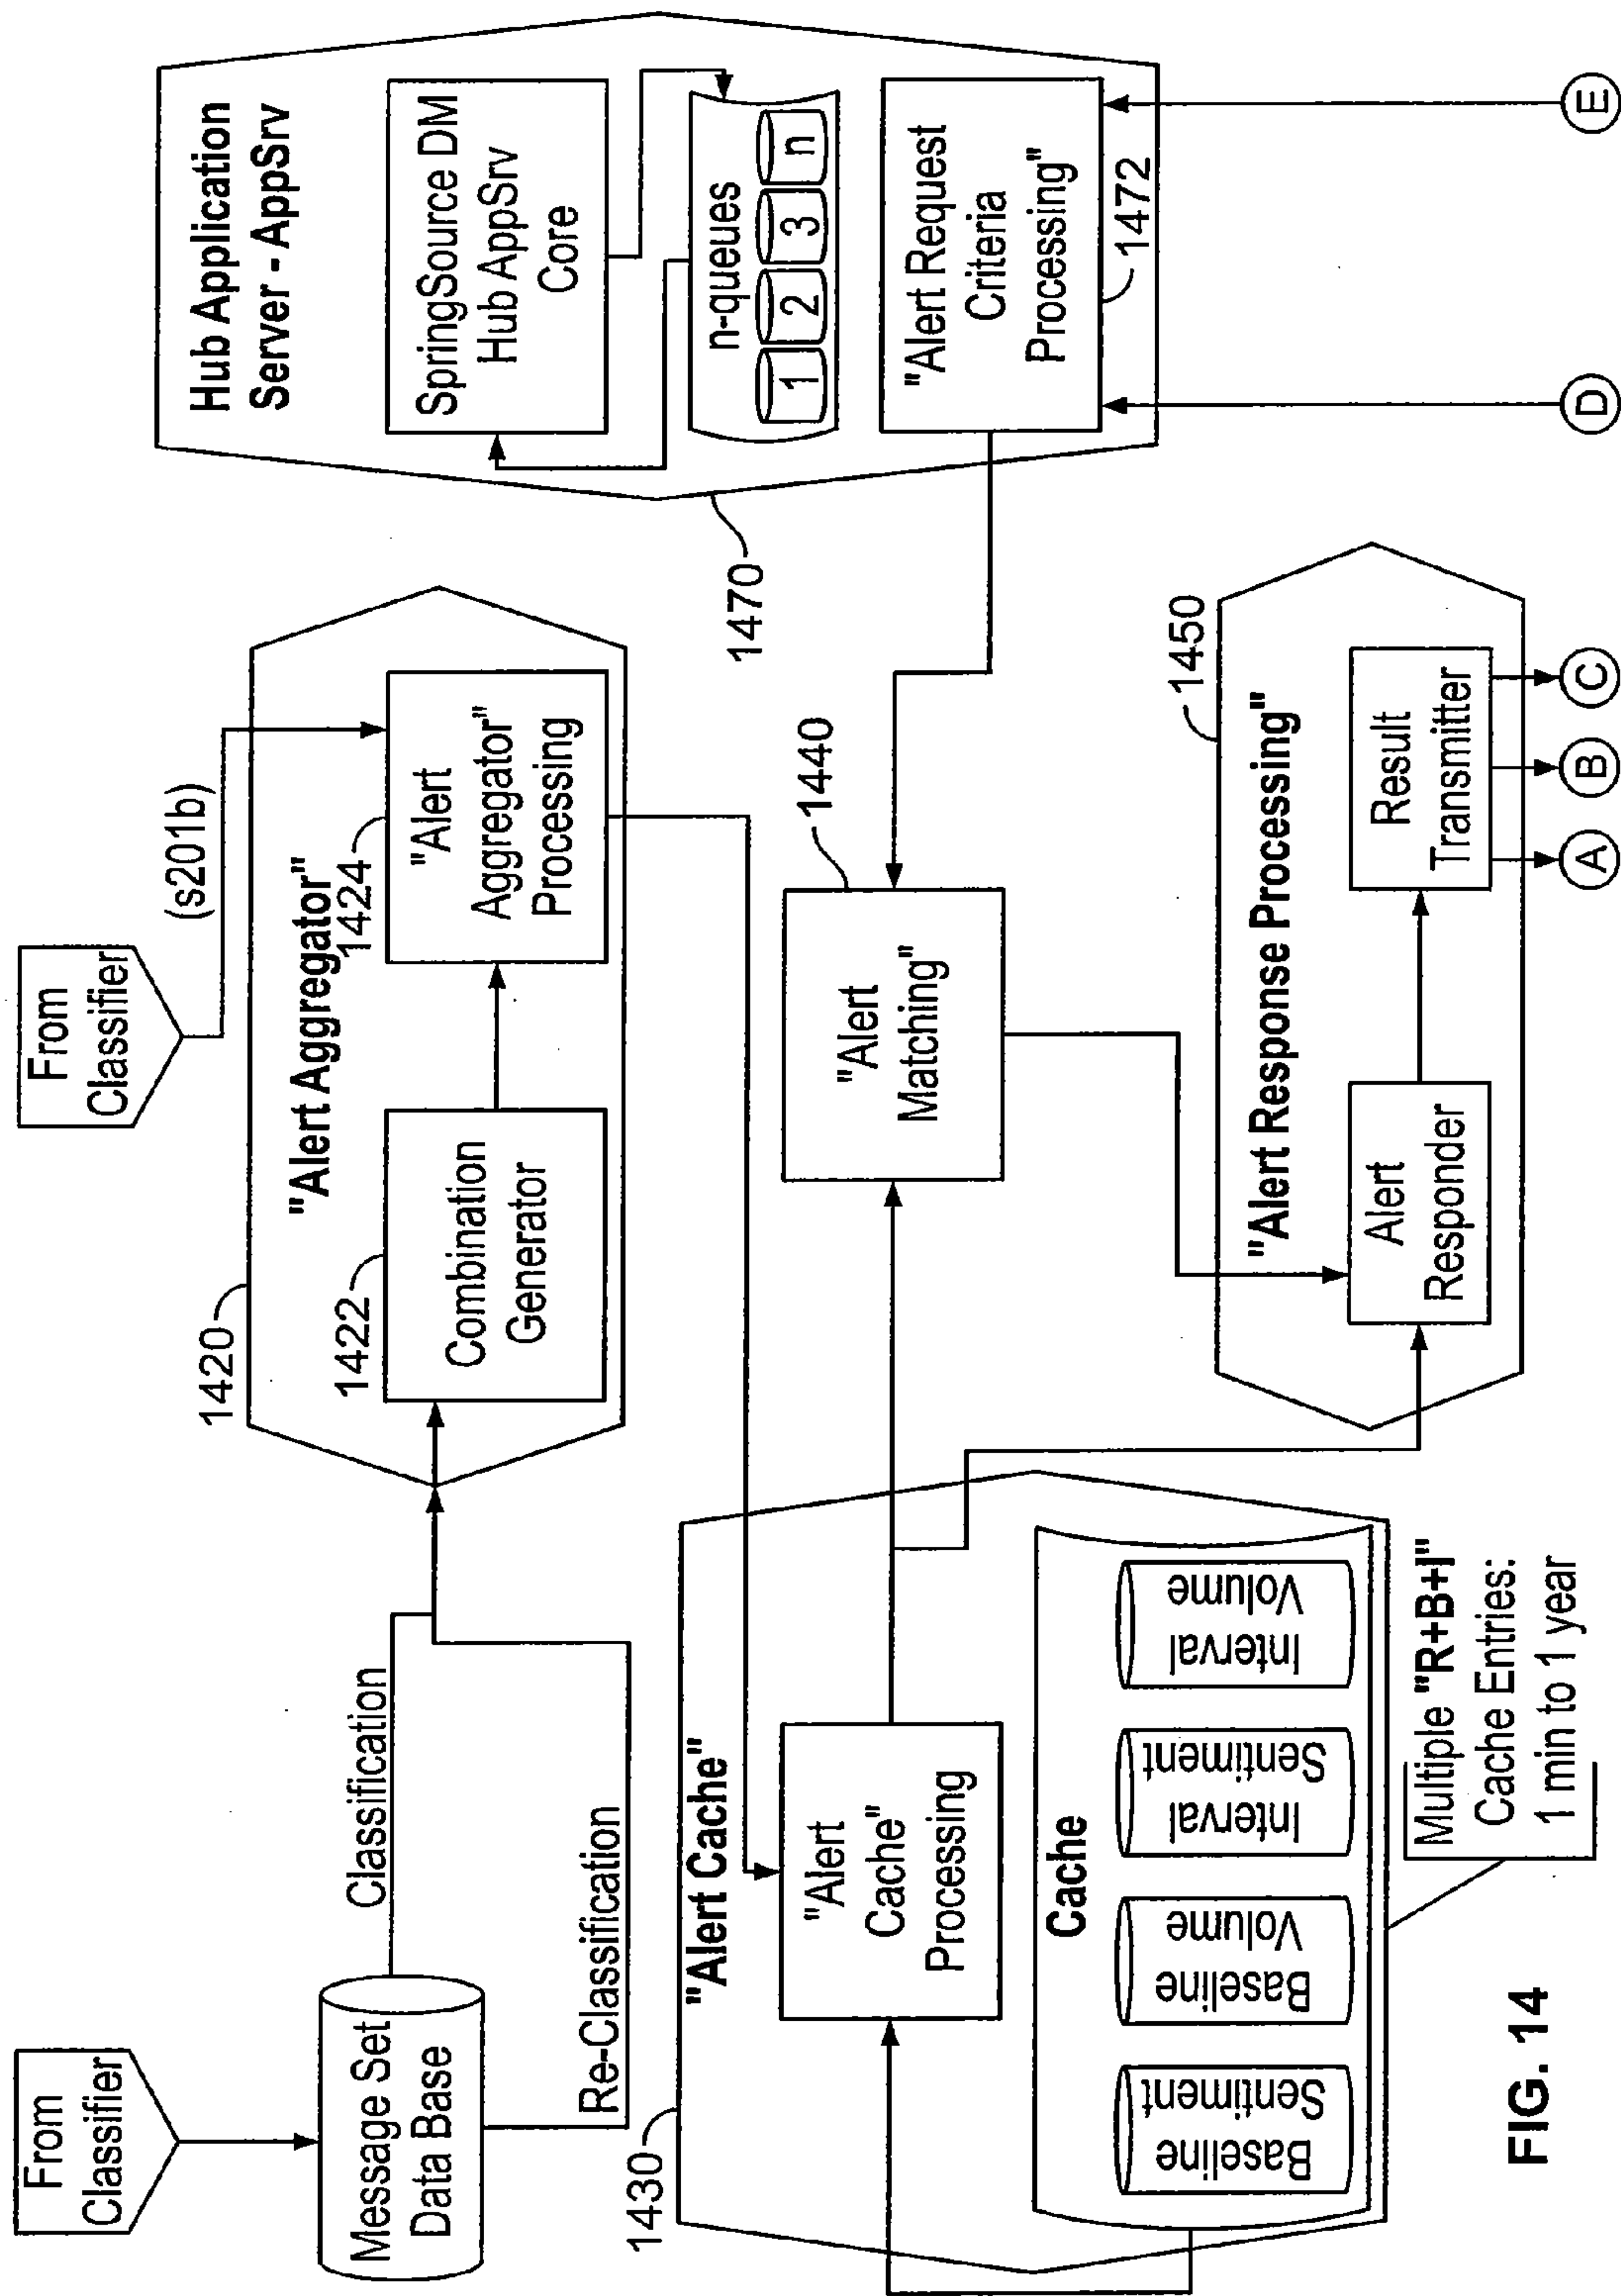 From
Classifier
Message Set
Data Base
Classification
Re-Classification
From
Classifier
(s201b)
1420
"Alert Aggregator"
1422
Combination
Generator
1424
"Alert
Aggregator"
Processing
Hub Application
Server - AppSrv
SpringSource DM
Hub AppSrv
Core
n-queues
1
2
3
n
"Alert Request
Criteria
Processing"
1472
1470
1430
"Alert Cache"
"Alert
Cache"
Processing
Cache
Baseline
Sentiment
Baseline
Volume
Interval
Sentiment
Interval
Volume
Multiple "R+B+I"
Cache Entries:
1 min to 1 year
1440
"Alert
Matching"
1450
"Alert Response Processing"
Alert
Responder
Result
Transmitter
A
B
C
D
E
FIG. 14